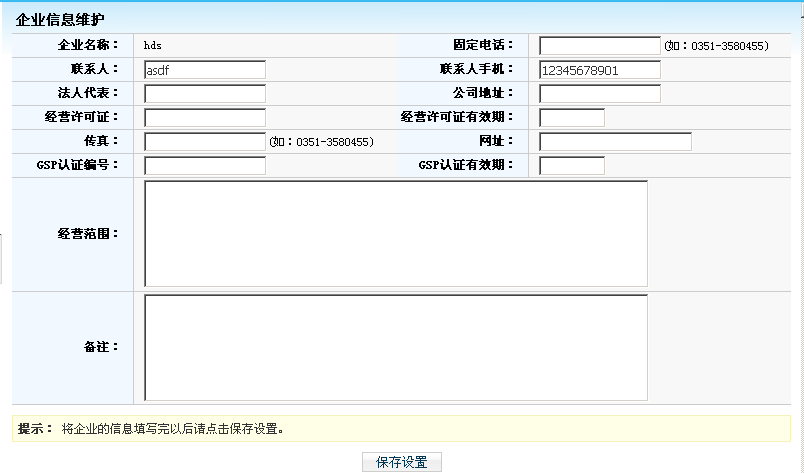 企业信息维护
企业名称： hds 固定电话： (如：0351-3580455)
联系人： asdf 联系人手机： 12345678901
法人代表： 公司地址：
经营许可证： 经营许可证有效期：
传真： (如：0351-3580455) 网址：
GSP认证编号： GSP认证有效期：
经营范围：
备注：
提示： 将企业的信息填写完以后请点击保存设置。
保存设置